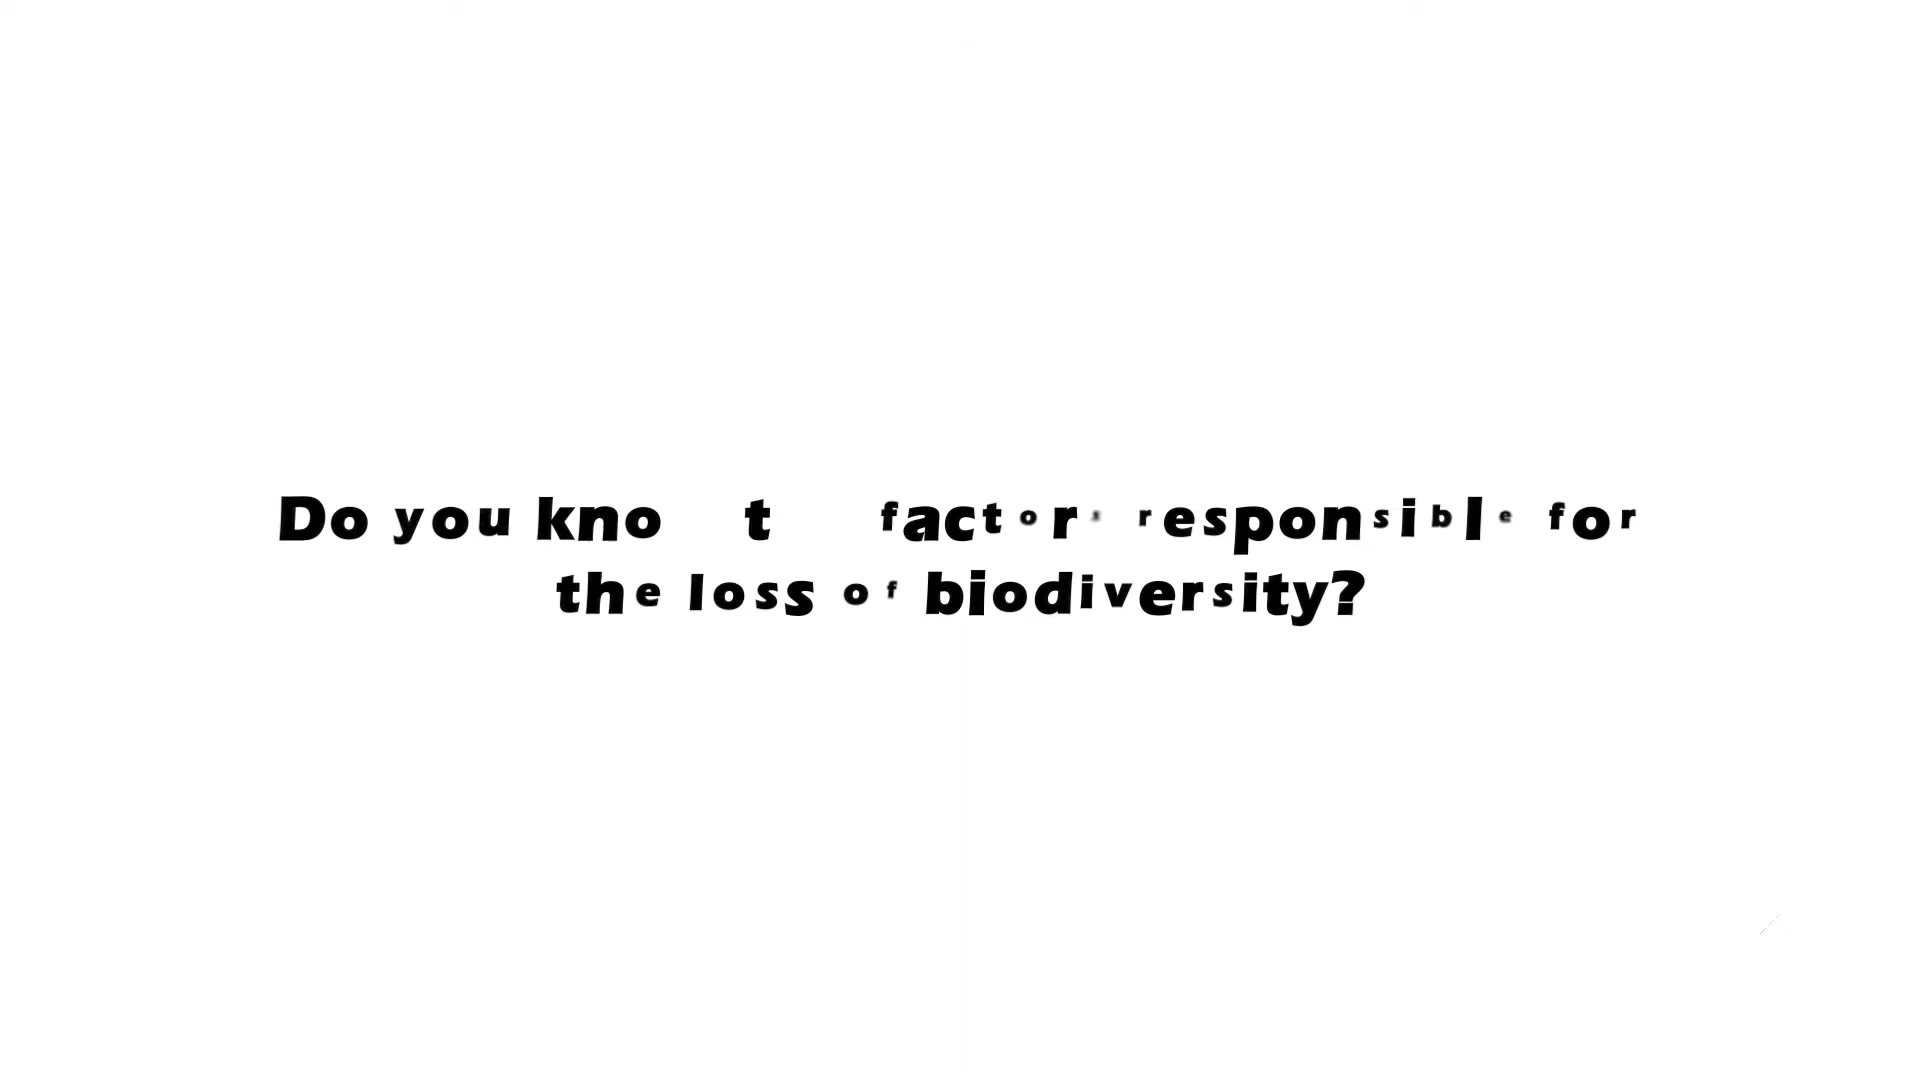 Do you kno t factors responsible for
the loss of biodiversity?